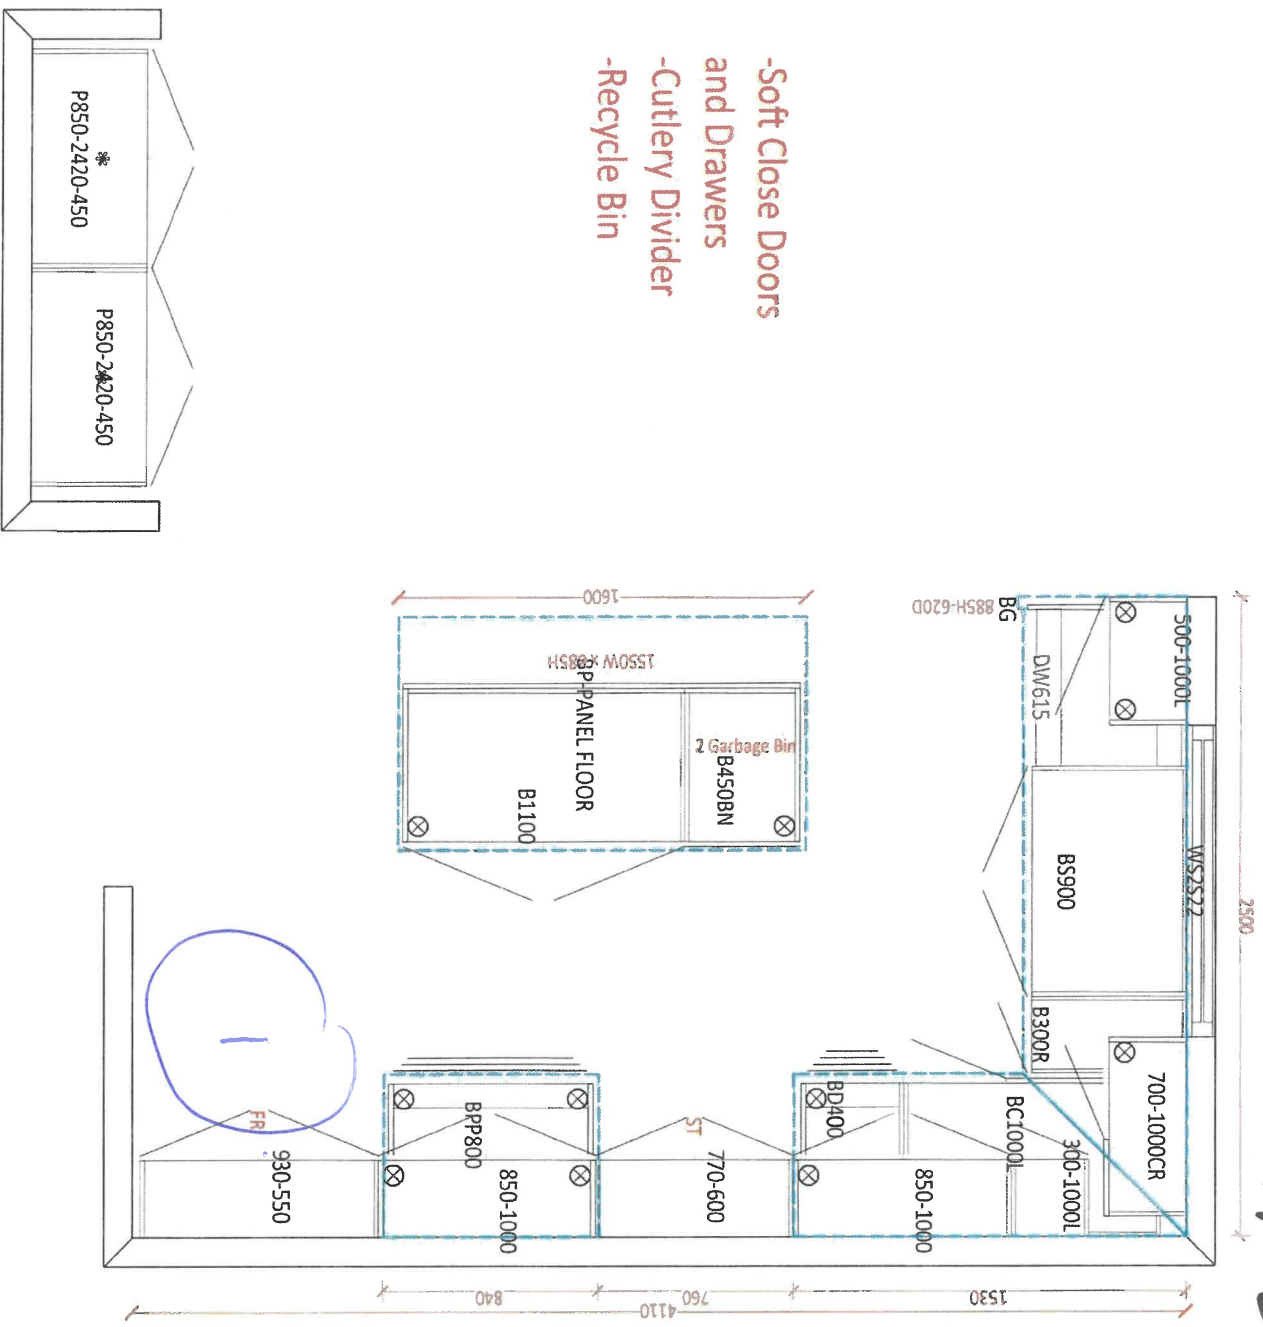 -Soft Close Doors
and Drawers
-Cutlery Divider
-Recycle Bin
P850-2420-450
P850-2420-450
1600
1550W x 885H
BP-PANEL FLOOR
B1100
2 Garbage Bin
B450BN
885H-620D
BG
DW615
500-1000L
BS900
WS2S22
2500
B300R
700-1000CR
BC1000L
300-1000L
BD400
850-1000
ST
770-600
BPP800
850-1000
FR
930-550
1530
760
840
4110
1